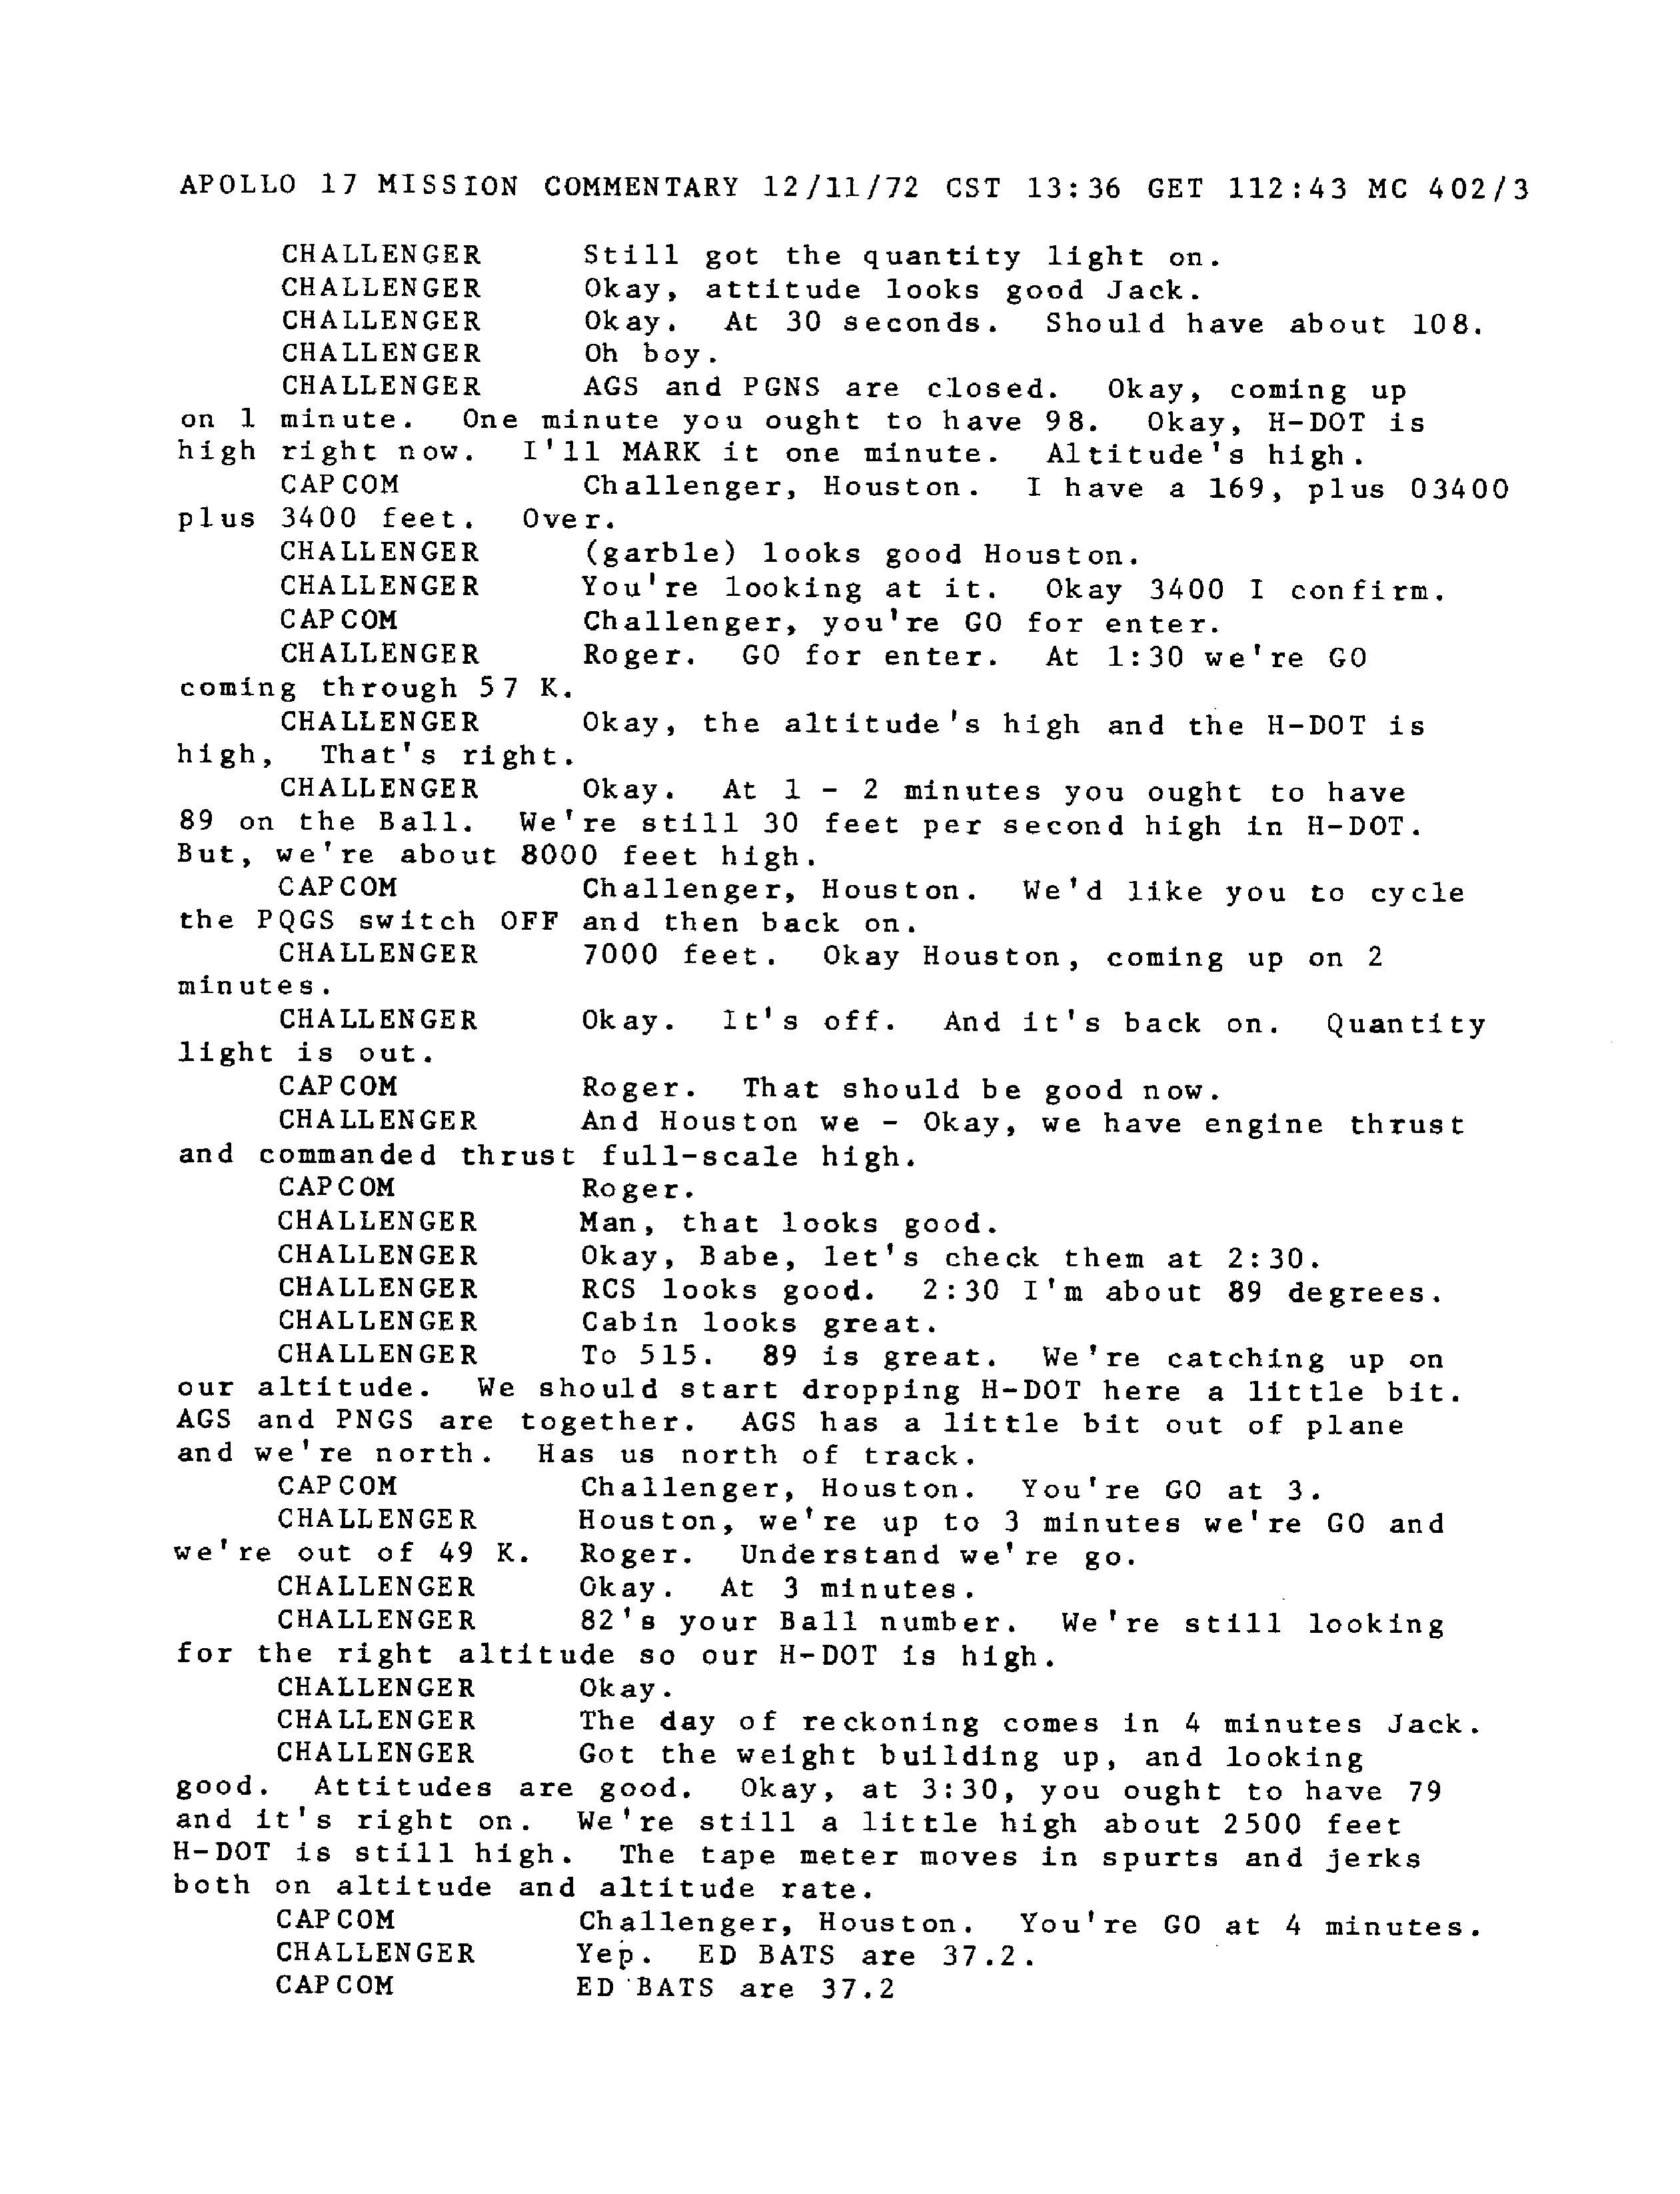 APOLLO 17 MISSION COMMENTARY 12/11/72 CST 13:36 GET 112:43 MC 402/3
CHALLENGER Still got the quantity light on.
CHALLENGER Okay, attitude looks good Jack.
CHALLENGER Okay. At 30 seconds. Should have about 108.
CHALLENGER Oh boy.
CHALLENGER AGS and PGNS are closed. Okay, coming up
on 1 minute. One minute you ought to have 98. Okay, H-DOT is
high right now. I'll MARK it one minute. Altitude's high.
CAPCOM Challenger, Houston. I have a 169, plus 03400
plus 3400 feet. Over.
CHALLENGER (garble) looks good Houston.
CHALLENGER You're looking at it. Okay 3400 I confirm.
CAPCOM Challenger, you're GO for enter.
CHALLENGER Roger. GO for enter. At 1:30 we're GO
coming through 57 K.
CHALLENGER Okay, the altitude's high and the H-DOT is
high, That's right.
CHALLENGER Okay. At 1 - 2 minutes you ought to have
89 on the Ball. We're still 30 feet per second high in H-DOT.
But, we're about 8000 feet high.
CAPCOM Challenger, Houston. We'd like you to cycle
the PQGS switch OFF and then back on.
CHALLENGER 7000 feet. Okay Houston, coming up on 2
minutes.
CHALLENGER Okay. It's off. And it's back on. Quantity
light is out.
CAPCOM Roger. That should be good now.
CHALLENGER And Houston we - Okay, we have engine thrust
and commanded thrust full-scale high.
CAPCOM Roger.
CHALLENGER Man, that looks good.
CHALLENGER Okay, Babe, let's check them at 2:30.
CHALLENGER RCS looks good. 2:30 I'm about 89 degrees.
CHALLENGER Cabin looks great.
CHALLENGER To 515. 89 is great. We're catching up on
our altitude. We should start dropping H-DOT here a little bit.
AGS and PNGS are together. AGS has a little bit out of plane
and we're north. Has us north of track.
CAPCOM Challenger, Houston. You're GO at 3.
CHALLENGER Houston, we're up to 3 minutes we're GO and
we're out of 49 K. Roger. Understand we're go.
CHALLENGER Okay. At 3 minutes.
CHALLENGER 82's your Ball number. We're still looking
for the right altitude so our H-DOT is high.
CHALLENGER Okay.
CHALLENGER The day of reckoning comes in 4 minutes Jack.
CHALLENGER Got the weight building up, and looking
good. Attitudes are good. Okay, at 3:30, you ought to have 79
and it's right on. We're still a little high about 2500 feet
H-DOT is still high. The tape meter moves in spurts and jerks
both on altitude and altitude rate.
CAPCOM Challenger, Houston. You're GO at 4 minutes.
CHALLENGER Yep. ED BATS are 37.2.
CAPCOM ED BATS are 37.2